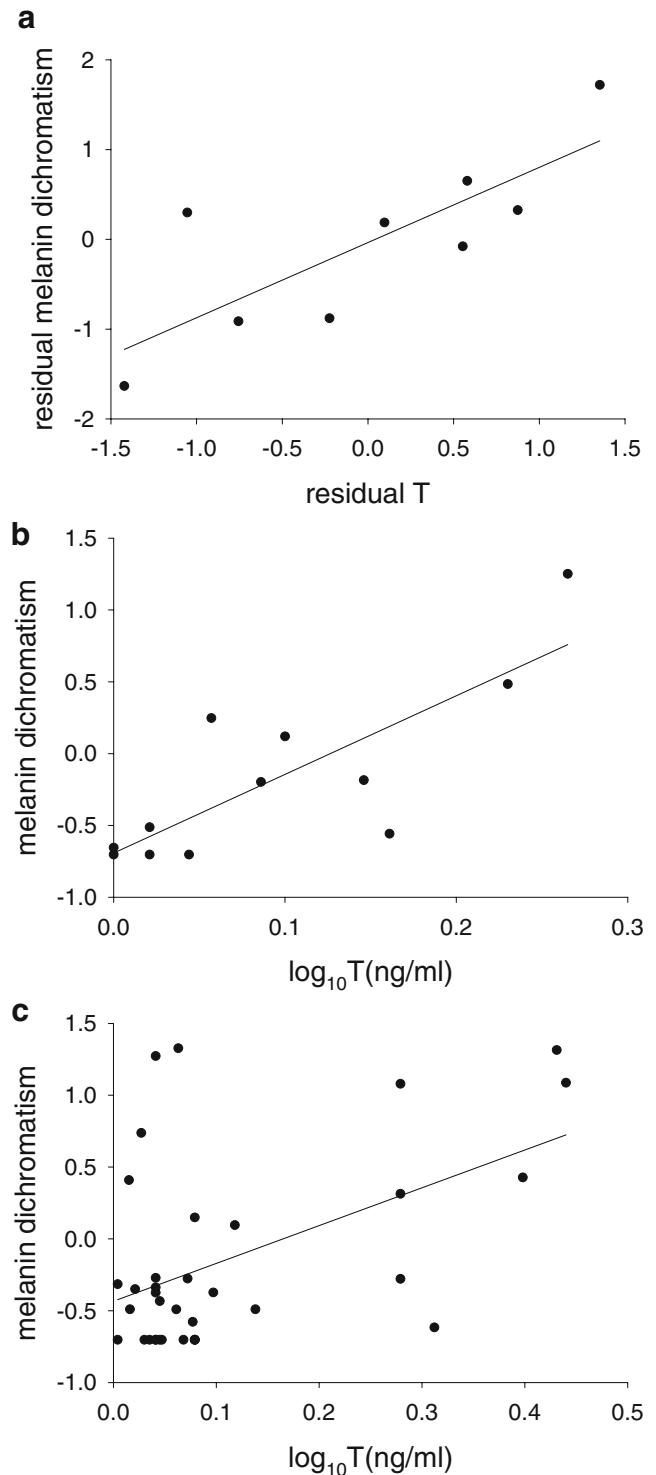 a
2
1
0
-1
-2
residual melanin dichromatism
-1.5 -1.0 -0.5 0.0 0.5 1.0 1.5
residual T
b
1.5
1.0
0.5
0.0
-0.5
-1.0
melanin dichromatism
0.0 0.1 0.2 0.3
log₁₀T(ng/ml)
c
1.5
1.0
0.5
0.0
-0.5
-1.0
melanin dichromatism
0.0 0.1 0.2 0.3 0.4 0.5
log₁₀T(ng/ml)